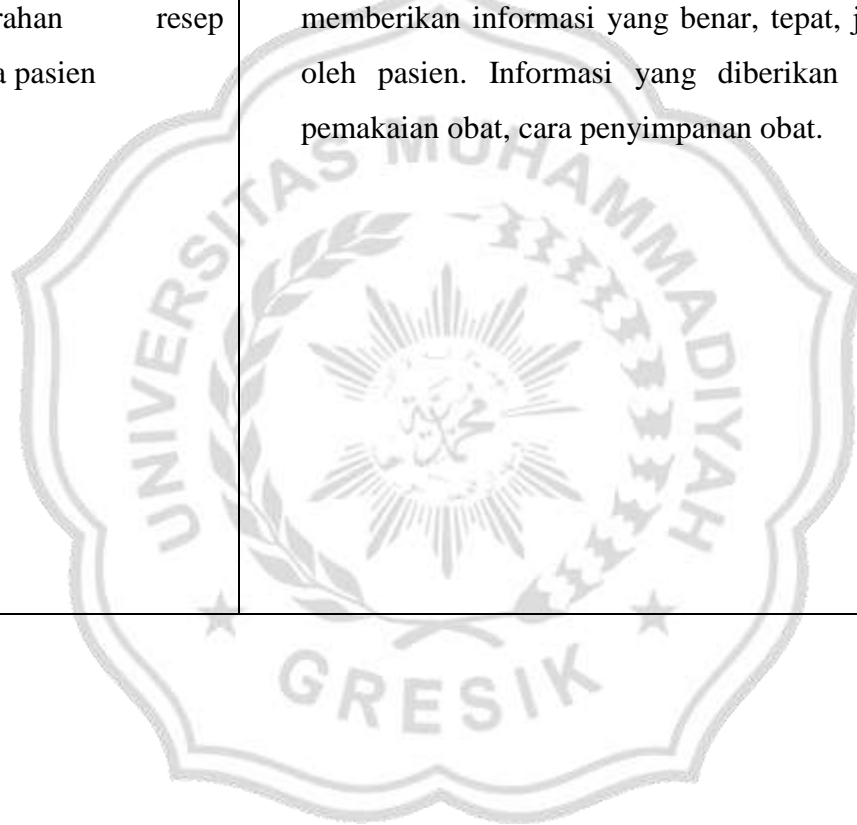 rahan resep
a pasien
memberikan informasi yang benar, tepat, j
oleh pasien. Informasi yang diberikan
pemakaian obat, cara penyimpanan obat.
UNIVERSITAS MUHAMMADIYAH
GRESIK